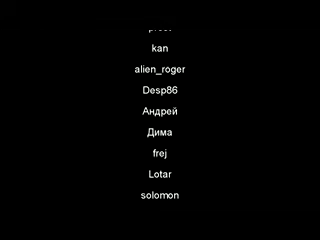 kan
alien_roger
Desp86
Андрей
Дима
frej
Lotar
solomon